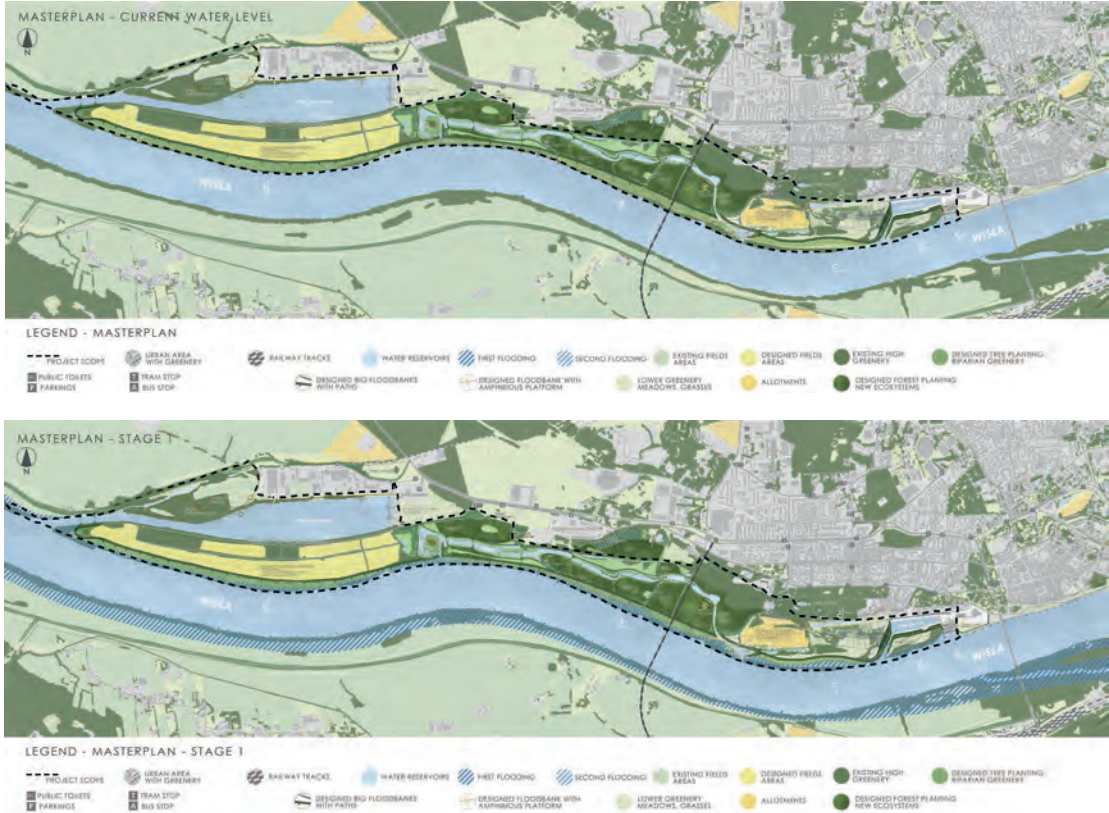 MASTERPLAN - CURRENT WATER LEVEL
N
WISŁA
WISŁA
LEGEND - MASTERPLAN
PROJECT SCOPE
URBAN AREA
WITH GREENERY
RAILWAY TRACKS
WATER RESERVOIRS
FIRST FLOODING
SECOND FLOODING
EXISTING FIELDS
AREAS
DESIGNED FIELDS
AREAS
EXISTING HIGH
GREENERY
DESIGNED TREE PLANTING
RIPARIAN GREENERY
PUBLIC TOILETS
T TRAM STOP
P PARKINGS
A BUS STOP
DESIGNED BIG FLOODBANKS
WITH PATHS
DESIGNED FLOODBANK WITH
AMPHIBIOUS PLATFORM
LOWER GREENERY
MEADOWS, GRASSES
ALLOTMENTS
DESIGNED FOREST PLANTING
NEW ECOSYSTEMS
MASTERPLAN - STAGE 1
N
WISŁA
WISŁA
LEGEND - MASTERPLAN - STAGE 1
PROJECT SCOPE
URBAN AREA
WITH GREENERY
RAILWAY TRACKS
WATER RESERVOIRS
FIRST FLOODING
SECOND FLOODING
EXISTING FIELDS
AREAS
DESIGNED FIELDS
AREAS
EXISTING HIGH
GREENERY
DESIGNED TREE PLANTING
RIPARIAN GREENERY
PUBLIC TOILETS
T TRAM STOP
P PARKINGS
A BUS STOP
DESIGNED BIG FLOODBANKS
WITH PATHS
DESIGNED FLOODBANK WITH
AMPHIBIOUS PLATFORM
LOWER GREENERY
MEADOWS, GRASSES
ALLOTMENTS
DESIGNED FOREST PLANTING
NEW ECOSYSTEMS